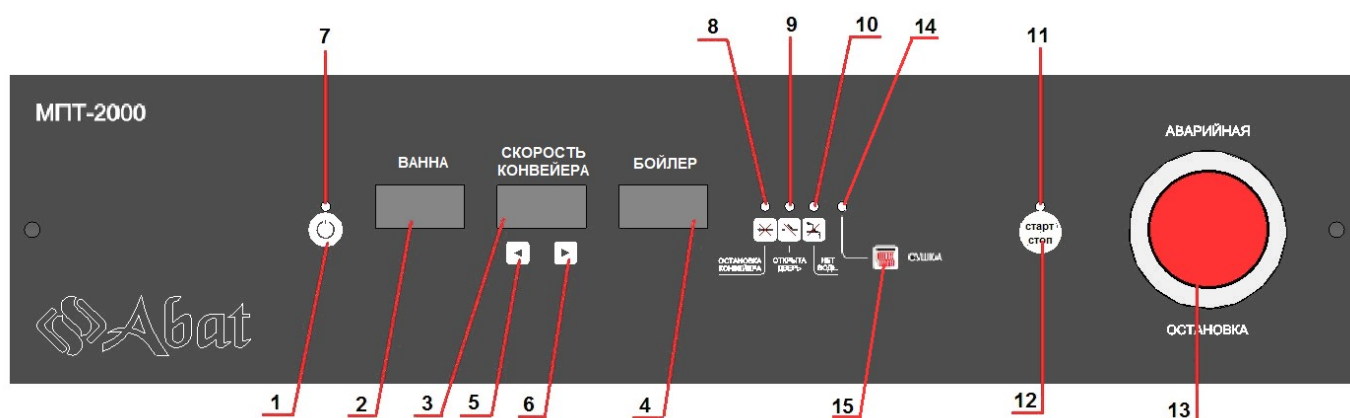 7
8
9
10
14
11
МПТ-2000
ВАННА
СКОРОСТЬ
КОНВЕЙЕРА
БОЙЛЕР
АВАРИЙНАЯ
старт
стоп
ОСТАНОВКА
КОНВЕЙЕРА
ОТКРЫТА
ДВЕРЬ
НЕТ
ВОДЫ
СУШКА
Abat
ОСТАНОВКА
1
2
3
5
6
4
15
12
13